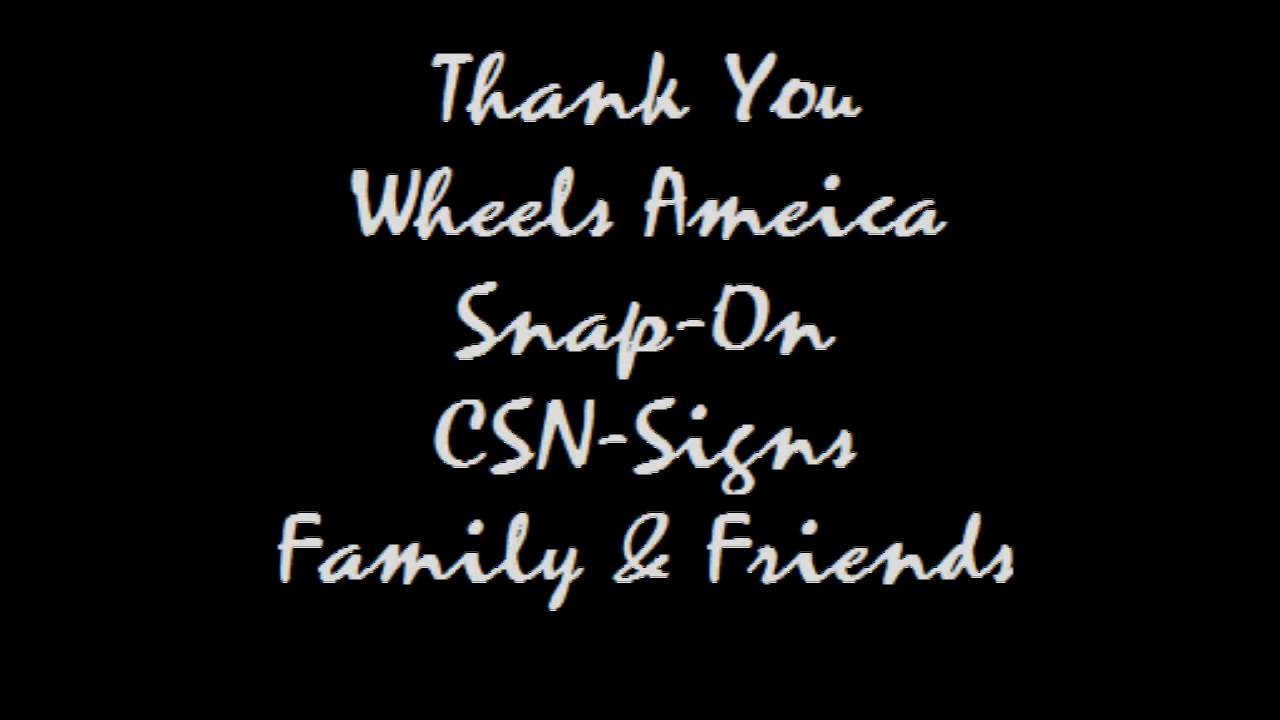 Thank You
Wheels Ameica
Snap-On
CSN-Signs
Family & Friends